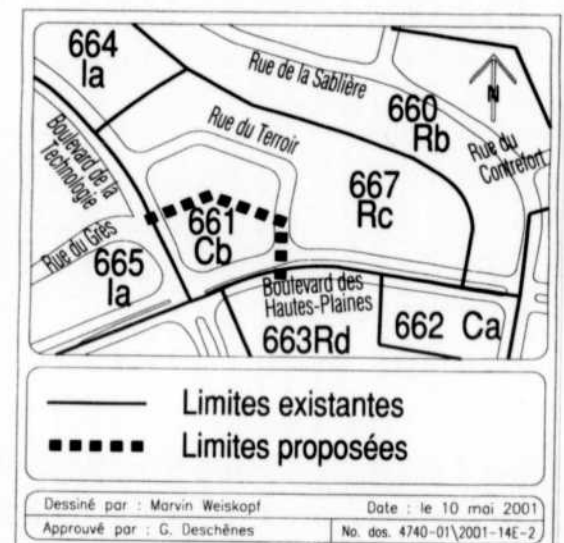 664
Ia
Rue de la Sablière
N
660
Rb
Rue du
Contrefort
Boulevard de la
Technologie
Rue du Terroir
667
Rc
661
Cb
Rue du Grès
665
Ia
Boulevard des
Hautes-Plaines
663Rd
662 Ca
Limites existantes
Limites proposées
Dessiné par : Marvin Weiskopf
Date : le 10 mai 2001
Approuvé par : G. Deschênes
No. dos. 4740-01\2001-14E-2